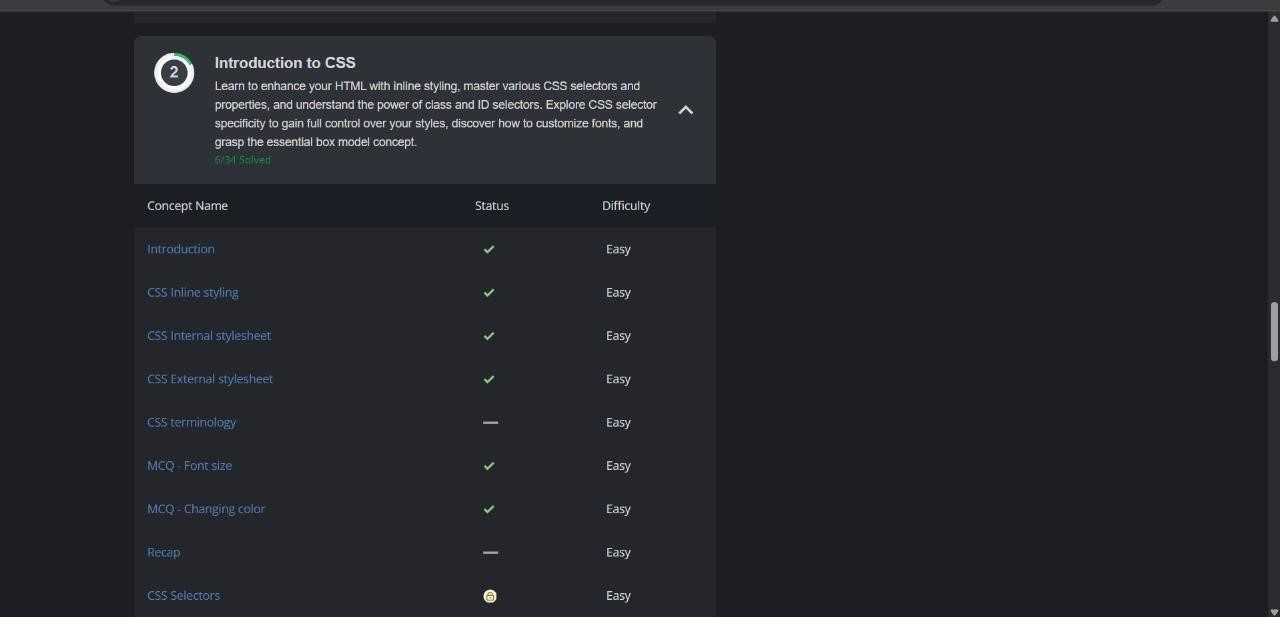 2
Introduction to CSS
Learn to enhance your HTML with inline styling, master various CSS selectors and
properties, and understand the power of class and ID selectors. Explore CSS selector
specificity to gain full control over your styles, discover how to customize fonts, and
grasp the essential box model concept.
6/34 Solved
Concept Name Status Difficulty
Introduction Easy
CSS Inline styling Easy
CSS Internal stylesheet Easy
CSS External stylesheet Easy
CSS terminology Easy
MCQ - Font size Easy
MCQ - Changing color Easy
Recap Easy
CSS Selectors Easy